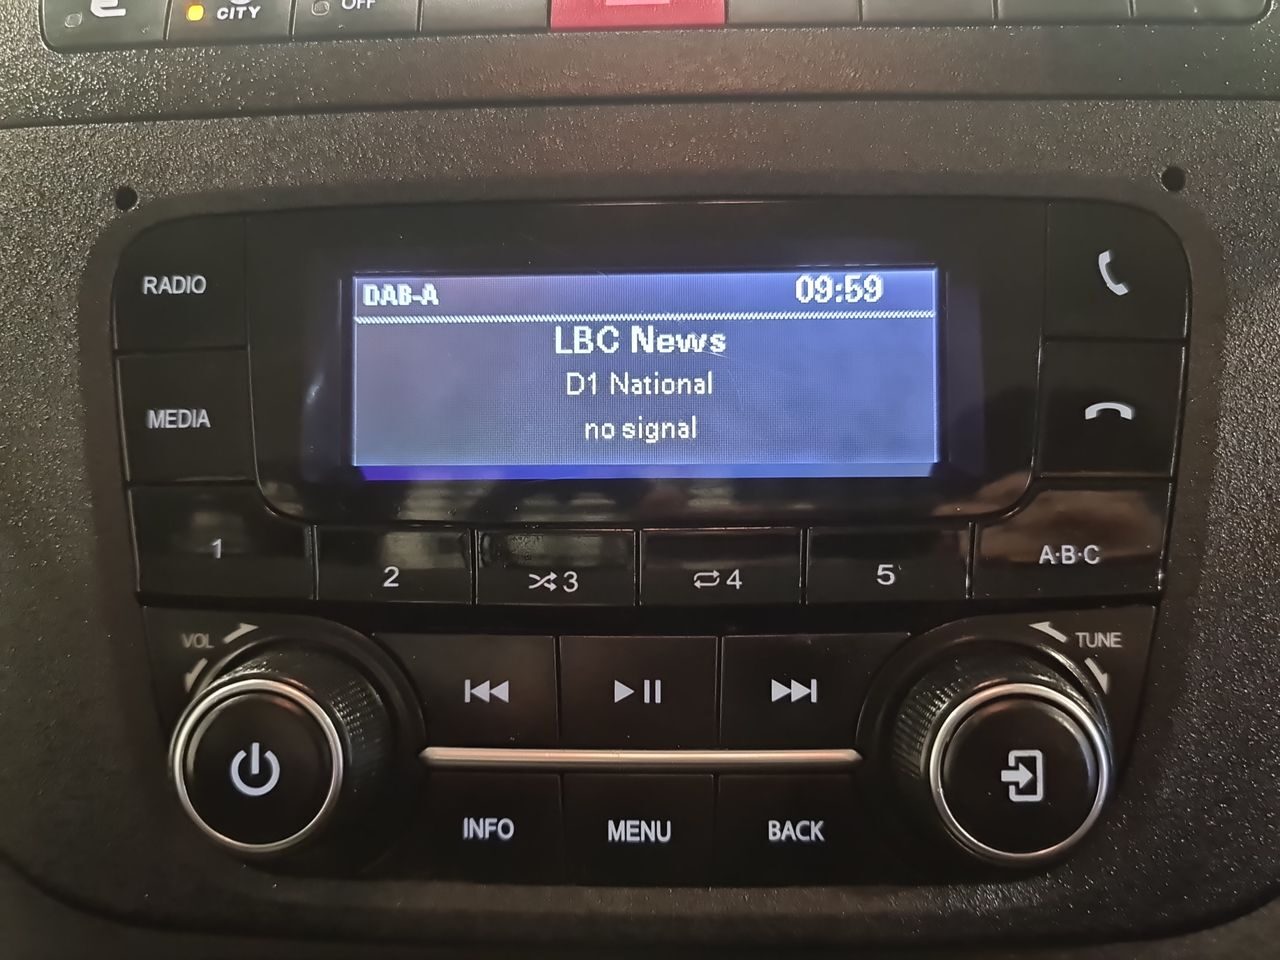 CITY
OFF
RADIO
DAB-A 09:59
LBC News
D1 National
no signal
MEDIA
1
2
3
4
5
A·B·C
VOL
TUNE
INFO
MENU
BACK